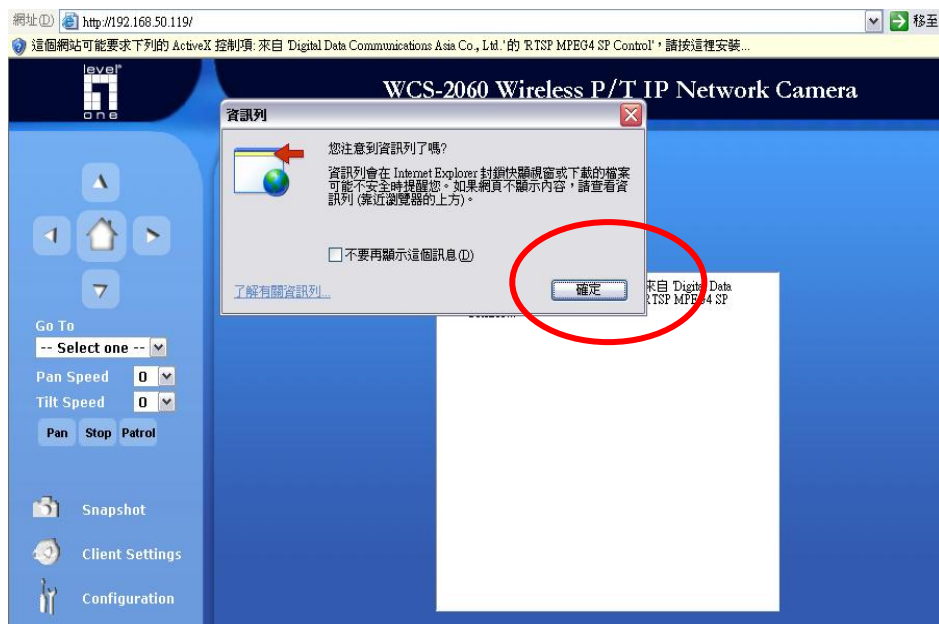 網址(D) http://192.168.50.119/ 移至
這個網站可能要求下列的 ActiveX 控制項: 來自 'Digital Data Communications Asia Co., Ltd.'的 'RTSP MPEG4 SP Control'，請按這裡安裝...
level one
WCS-2060 Wireless P/T IP Network Camera
資訊列
您注意到資訊列了嗎?
資訊列會在 Internet Explorer 封鎖快顯視窗或下載的檔案
可能不安全時提醒您。如果網頁不顯示內容，請查看資
訊列 (靠近瀏覽器的上方)。
不要再顯示這個訊息(D)
了解有關資訊列...
確定
來自 'Digital Data
RTSP MPEG4 SP
Go To
-- Select one --
Pan Speed 0
Tilt Speed 0
Pan Stop Patrol
Snapshot
Client Settings
Configuration